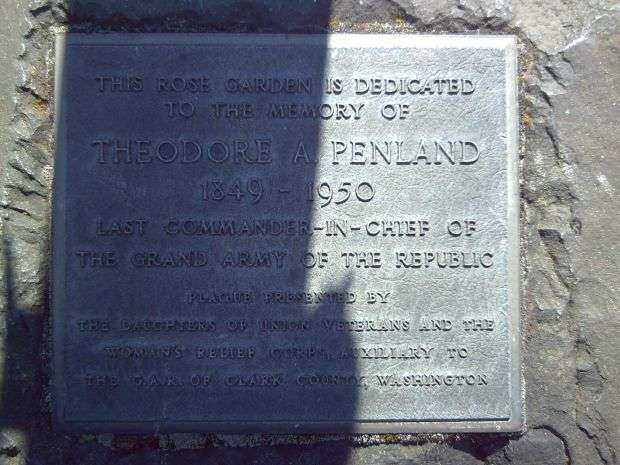 THIS ROSE GARDEN IS DEDICATED
TO THE MEMORY OF
THEODORE A. PENLAND
1849 - 1950
LAST COMMANDER-IN-CHIEF OF
THE GRAND ARMY OF THE REPUBLIC
PLAQUE PRESENTED BY
THE DAUGHTERS OF UNION VETERANS AND THE
WOMAN'S RELIEF CORPS, AUXILIARY TO
THE G.A.R. OF CLARK COUNTY, WASHINGTON